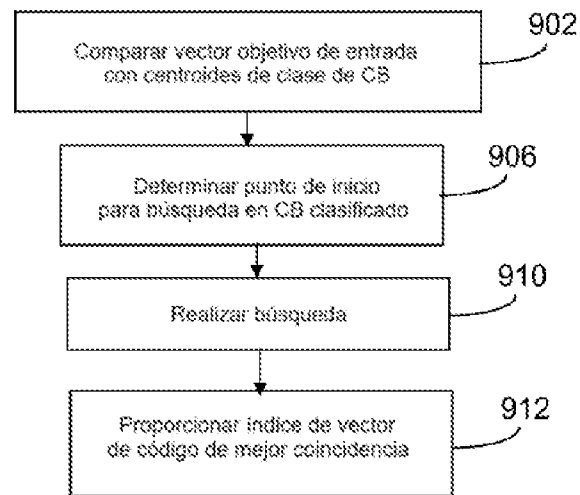 902
Comparar vector objetivo de entrada
con centroides de clase de CB
906
Determinar punto de inicio
para búsqueda en CB clasificado
910
Realizar búsqueda
912
Proporcionar índice de vector
de código de mejor coincidencia